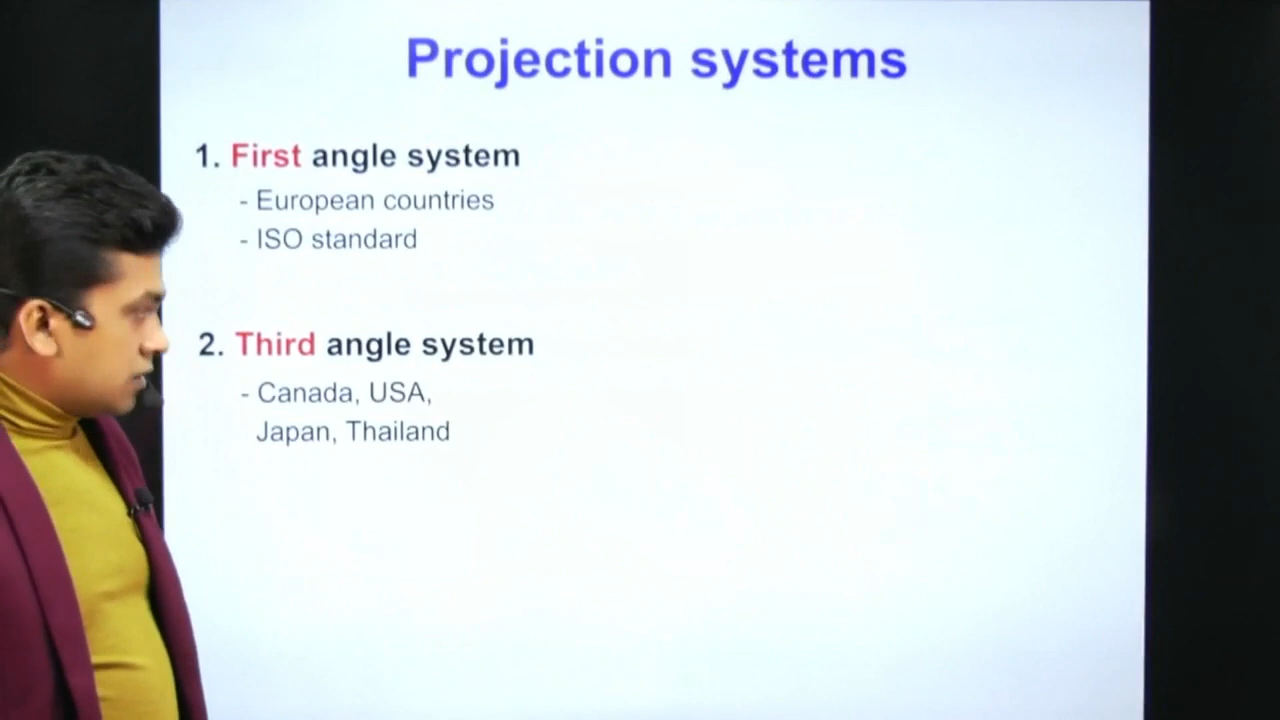 Projection systems
1. First angle system
- European countries
- ISO standard
2. Third angle system
- Canada, USA,
Japan, Thailand